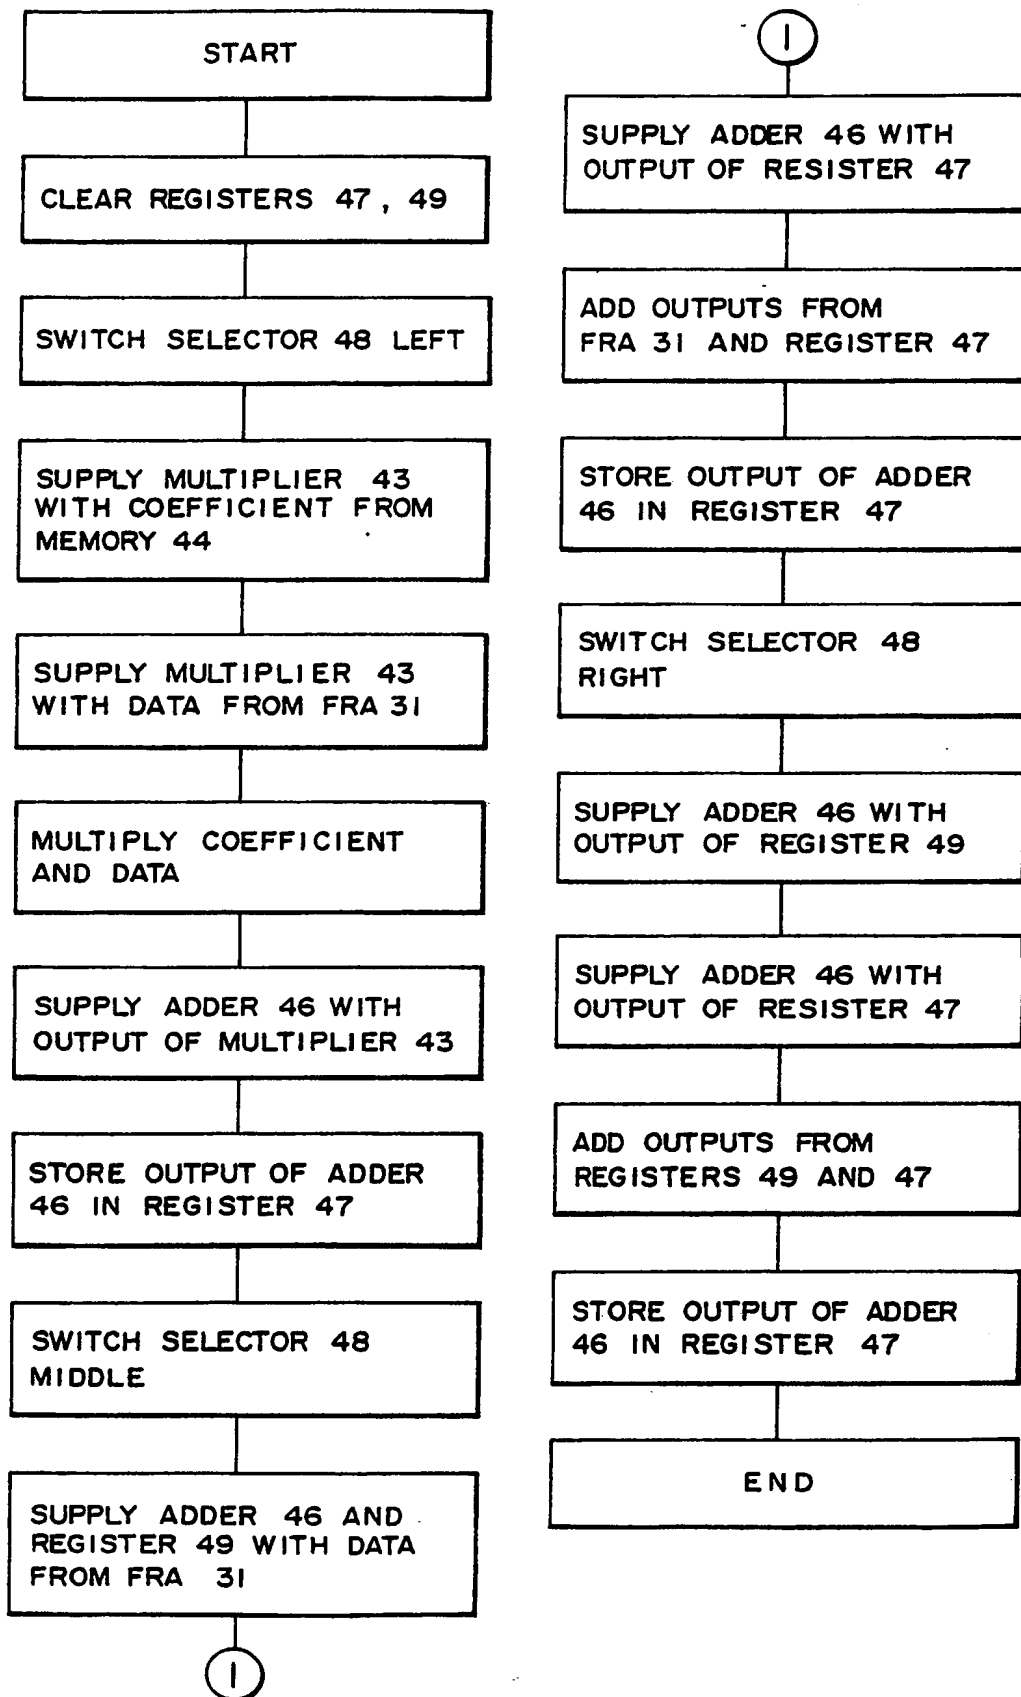 START
CLEAR REGISTERS 47, 49
SWITCH SELECTOR 48 LEFT
SUPPLY MULTIPLIER 43
WITH COEFFICIENT FROM
MEMORY 44
SUPPLY MULTIPLIER 43
WITH DATA FROM FRA 31
MULTIPLY COEFFICIENT
AND DATA
SUPPLY ADDER 46 WITH
OUTPUT OF MULTIPLIER 43
STORE OUTPUT OF ADDER
46 IN REGISTER 47
SWITCH SELECTOR 48
MIDDLE
SUPPLY ADDER 46 AND
REGISTER 49 WITH DATA
FROM FRA 31
1
1
SUPPLY ADDER 46 WITH
OUTPUT OF RESISTER 47
ADD OUTPUTS FROM
FRA 31 AND REGISTER 47
STORE OUTPUT OF ADDER
46 IN REGISTER 47
SWITCH SELECTOR 48
RIGHT
SUPPLY ADDER 46 WITH
OUTPUT OF REGISTER 49
SUPPLY ADDER 46 WITH
OUTPUT OF RESISTER 47
ADD OUTPUTS FROM
REGISTERS 49 AND 47
STORE OUTPUT OF ADDER
46 IN REGISTER 47
END